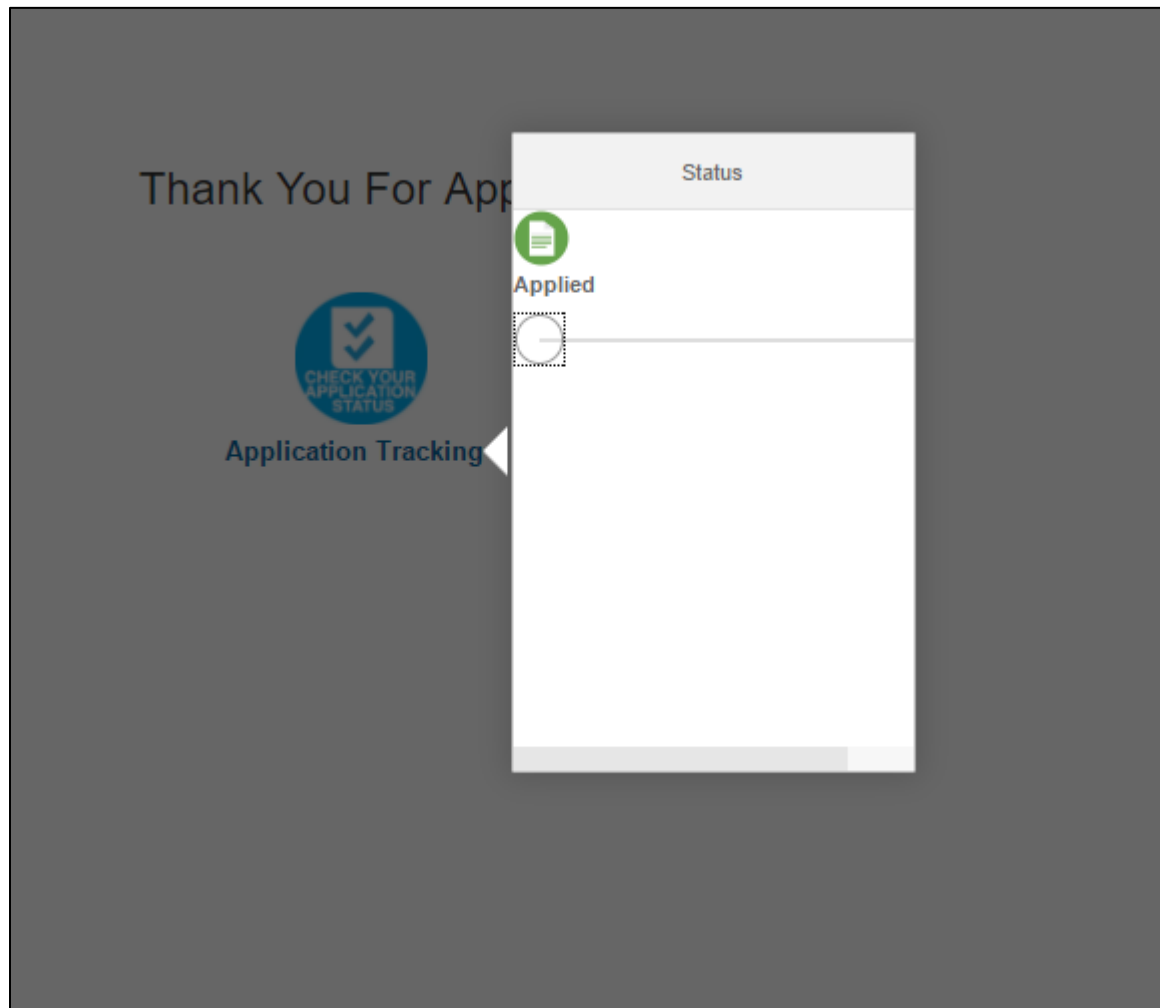 Status
Thank You For App
Applied
CHECK YOUR
APPLICATION
STATUS
Application Tracking